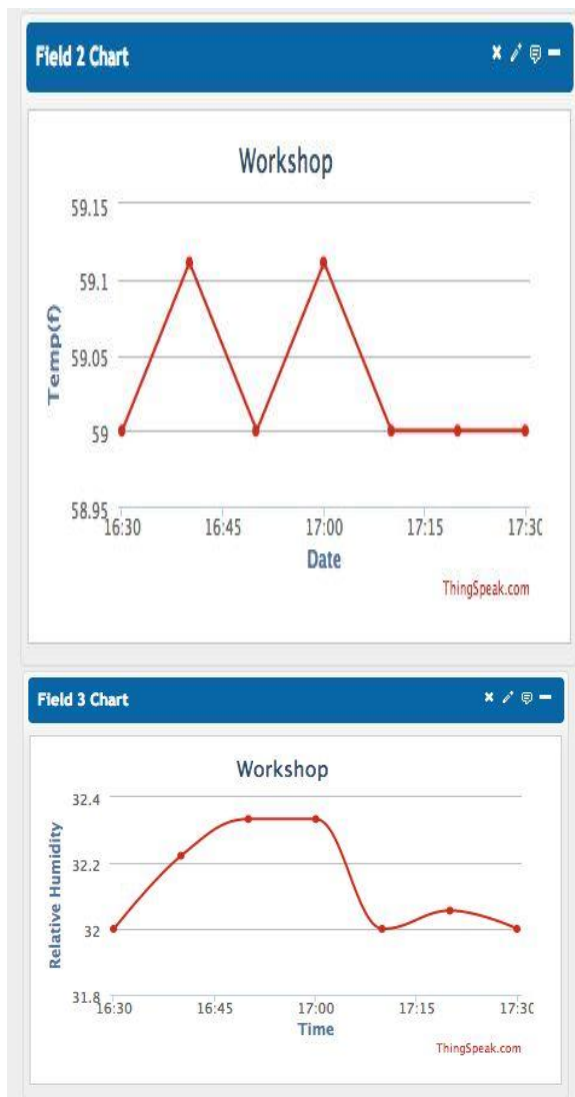 Field 2 Chart
Workshop
59.15
59.1
59.05
59
58.95
Temp(f)
16:30 16:45 17:00 17:15 17:30
Date
ThingSpeak.com
Field 3 Chart
Workshop
32.4
32.2
32
31.8
Relative Humidity
16:30 16:45 17:00 17:15 17:30
Time
ThingSpeak.com